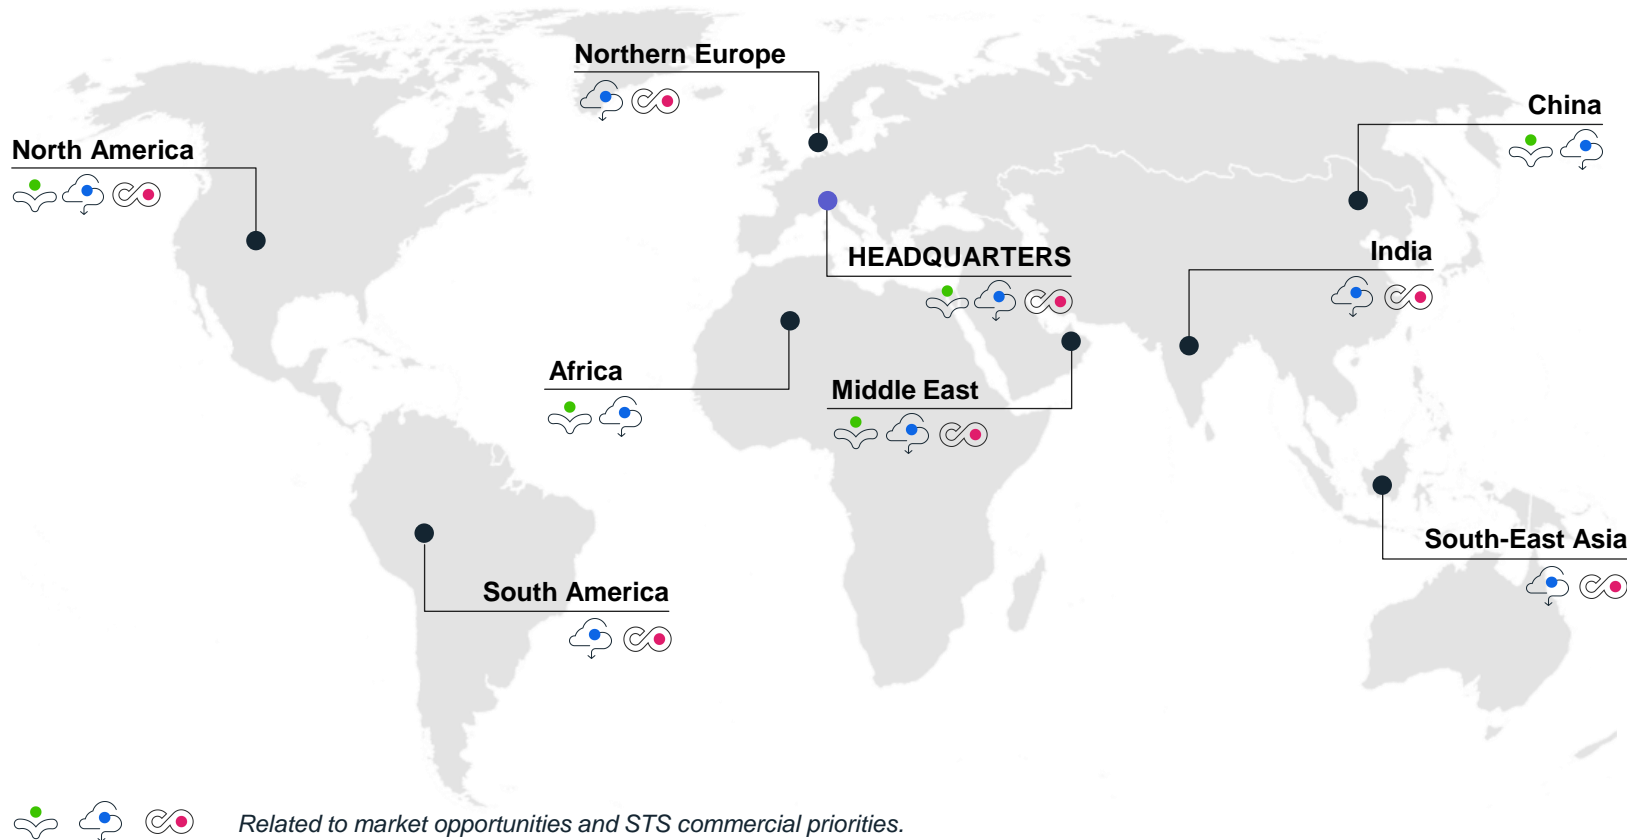 Northern Europe
China
North America
HEADQUARTERS
India
Africa
Middle East
South-East Asia
South America
Related to market opportunities and STS commercial priorities.